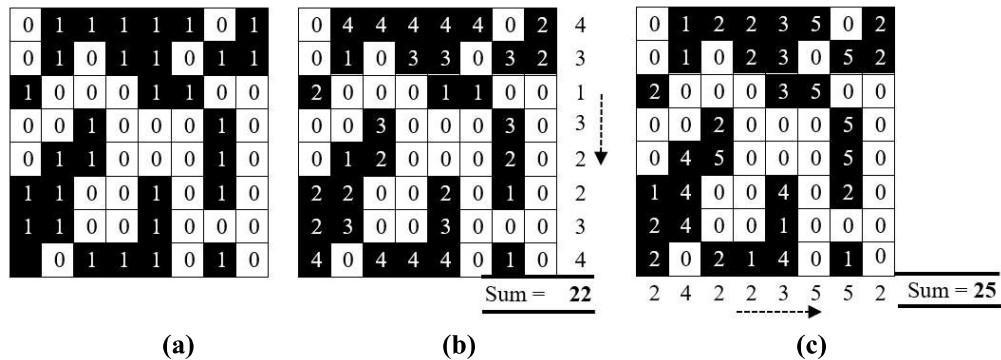 0 1 1 1 1 1 0 1
0 1 0 1 1 0 1 1
1 0 0 0 1 1 0 0
0 0 1 0 0 0 1 0
0 1 1 0 0 0 1 0
1 1 0 0 1 0 1 0
1 1 0 0 1 0 0 0
0 1 1 1 0 1 0
(a)
0 4 4 4 4 4 0 2 4
0 1 0 3 3 0 3 2 3
2 0 0 0 1 1 0 0 1
0 0 3 0 0 0 3 0 3
0 1 2 0 0 0 2 0 2
2 2 0 0 2 0 1 0 2
2 3 0 0 3 0 0 0 3
4 0 4 4 4 0 1 0 4
Sum = 22
(b)
0 1 2 2 3 5 0 2
0 1 0 2 3 0 5 2
2 0 0 0 3 5 0 0
0 0 2 0 0 0 5 0
0 4 5 0 0 0 5 0
1 4 0 0 4 0 2 0
2 4 0 0 1 0 0 0
2 0 2 1 4 0 1 0
2 4 2 2 3 5 5 2 Sum = 25
(c)